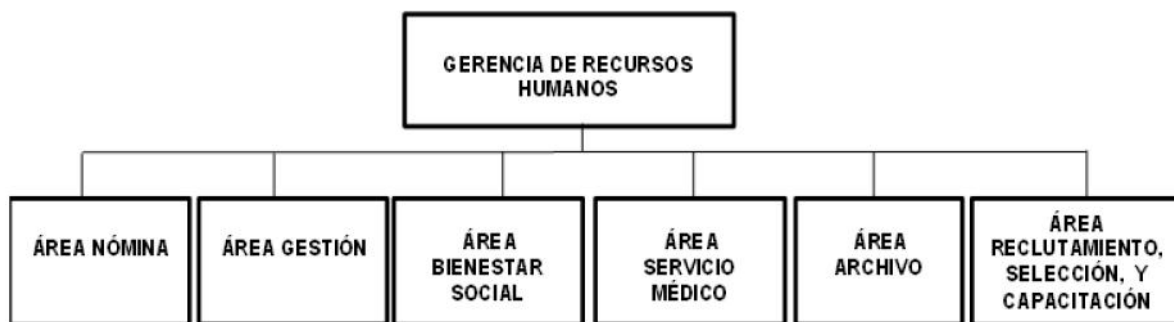 GERENCIA DE RECURSOS
HUMANOS
ÁREA NÓMINA
ÁREA GESTIÓN
ÁREA
BIENESTAR
SOCIAL
ÁREA
SERVICIO
MÉDICO
ÁREA
ARCHIVO
ÁREA
RECLUTAMIENTO,
SELECCIÓN, Y
CAPACITACIÓN